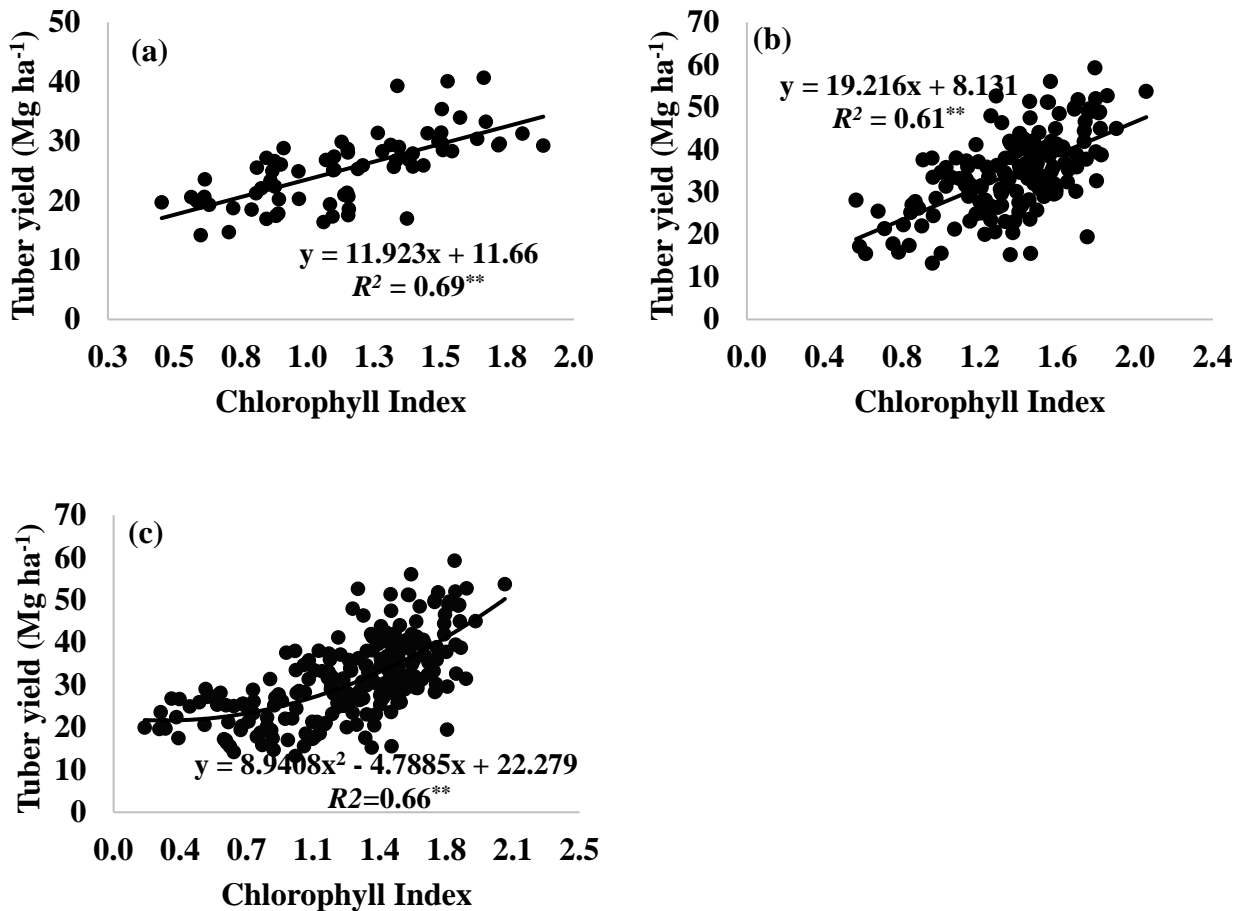 (a)
Tuber yield (Mg ha-1)
50
40
30
20
10
0
y = 11.923x + 11.66
R2 = 0.69**
0.3 0.5 0.8 1.0 1.3 1.5 1.8 2.0
Chlorophyll Index
(b)
Tuber yield (Mg ha-1)
70
60
50
40
30
20
10
0
y = 19.216x + 8.131
R2 = 0.61**
0.0 0.4 0.8 1.2 1.6 2.0 2.4
Chlorophyll Index
(c)
Tuber yield (Mg ha-1)
70
60
50
40
30
20
10
0
y = 8.9408x2 - 4.7885x + 22.279
R2=0.66**
0.0 0.4 0.7 1.1 1.4 1.8 2.1 2.5
Chlorophyll Index